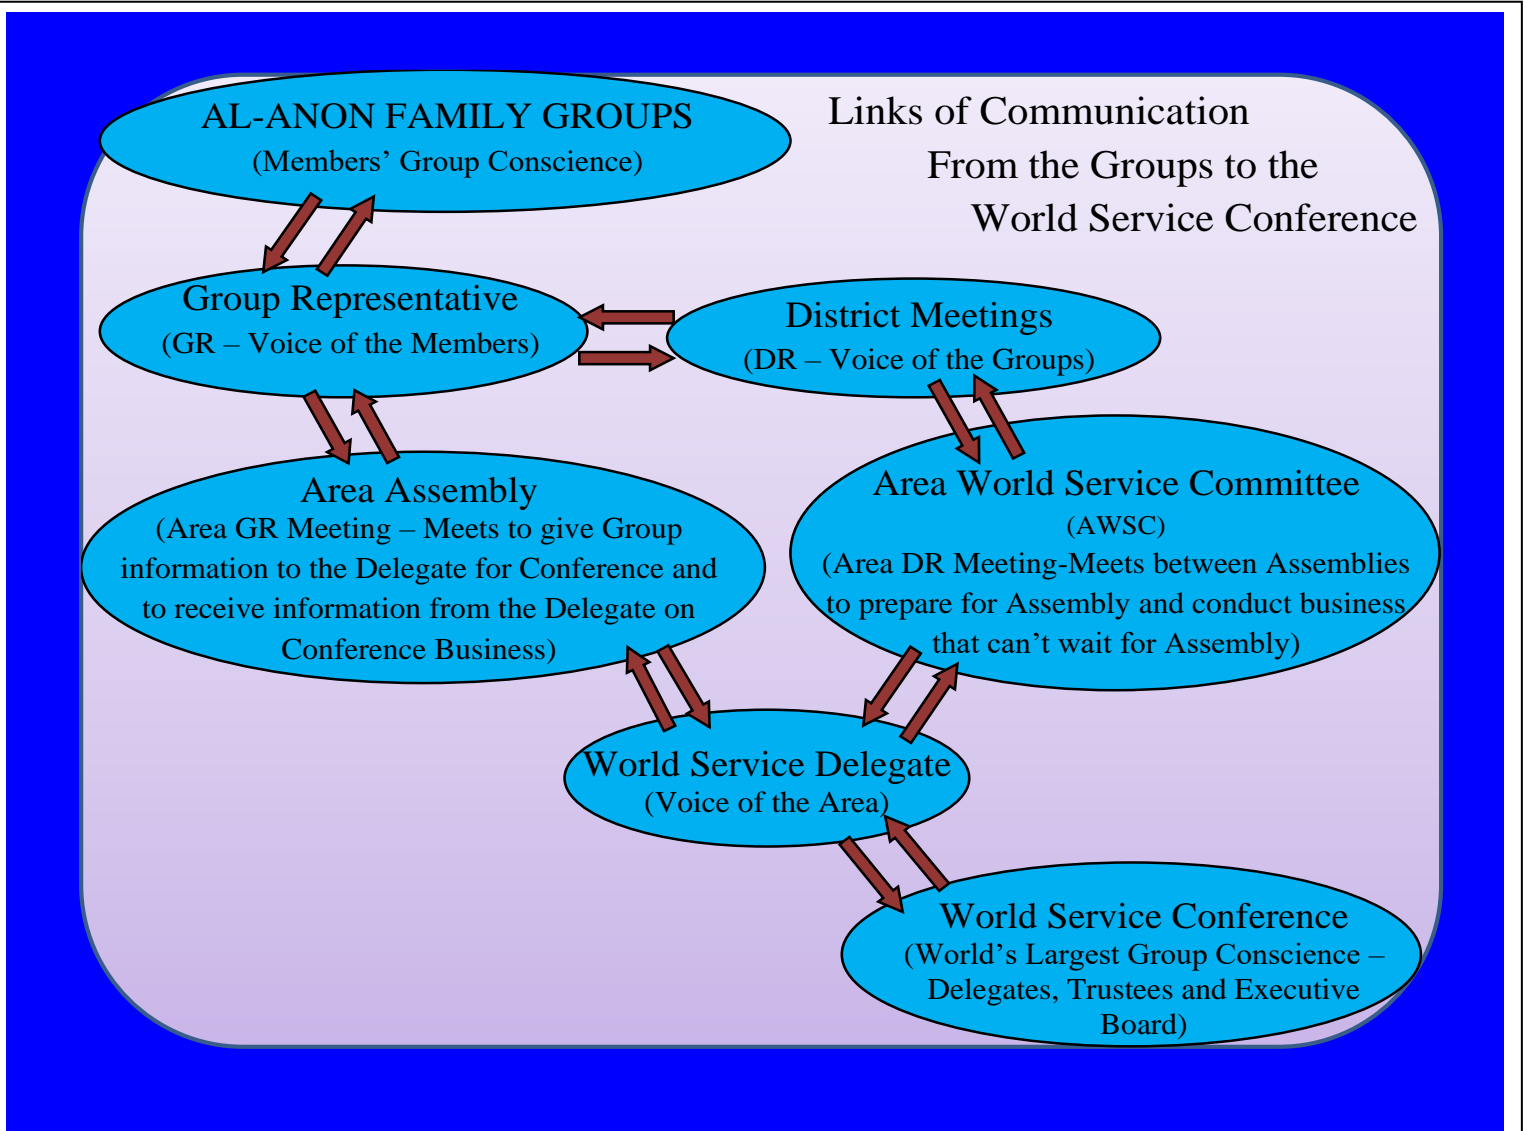 AL-ANON FAMILY GROUPS
(Members’ Group Conscience)
Links of Communication
From the Groups to the
World Service Conference
Group Representative
(GR – Voice of the Members)
District Meetings
(DR – Voice of the Groups)
Area Assembly
(Area GR Meeting – Meets to give Group
information to the Delegate for Conference and
to receive information from the Delegate on
Conference Business)
Area World Service Committee
(AWSC)
(Area DR Meeting-Meets between Assemblies
to prepare for Assembly and conduct business
that can’t wait for Assembly)
World Service Delegate
(Voice of the Area)
World Service Conference
(World’s Largest Group Conscience –
Delegates, Trustees and Executive
Board)